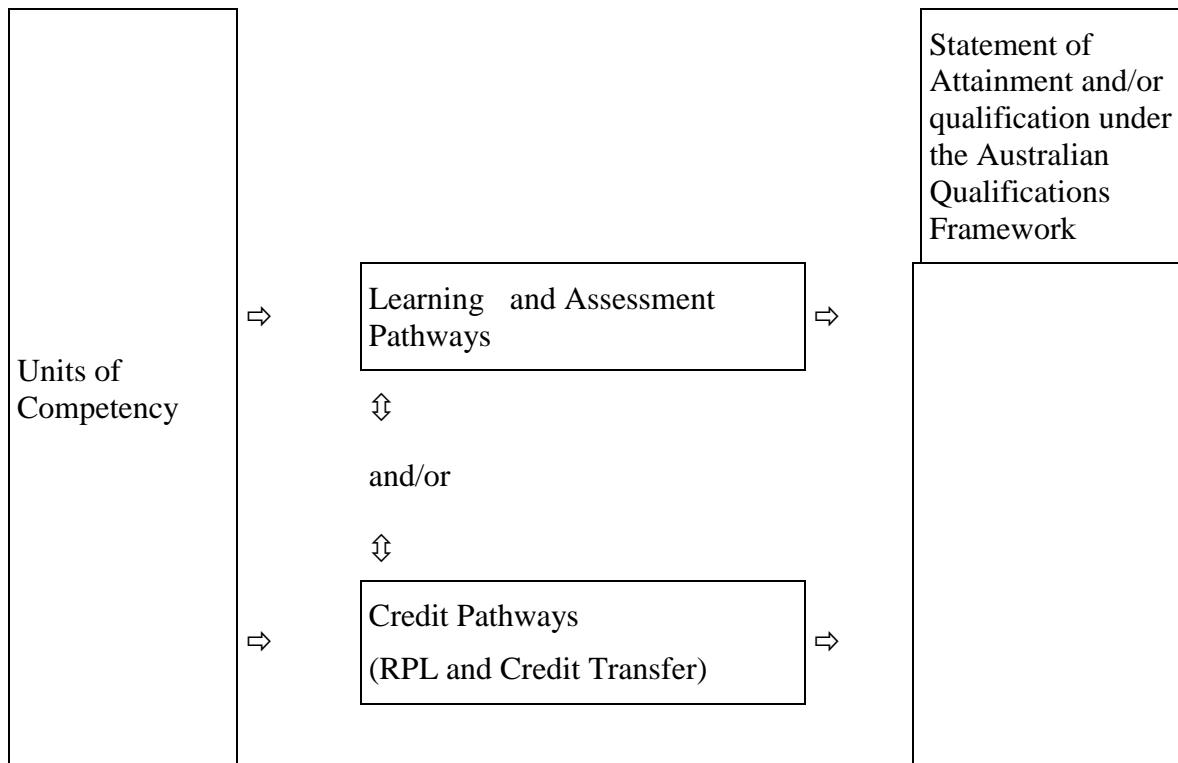 Statement of
Attainment and/or
qualification under
the Australian
Qualifications
Framework
Learning and Assessment
Pathways
⇨
⇨
Units of
Competency
⇳
and/or
⇳
Credit Pathways
(RPL and Credit Transfer)
⇨
⇨